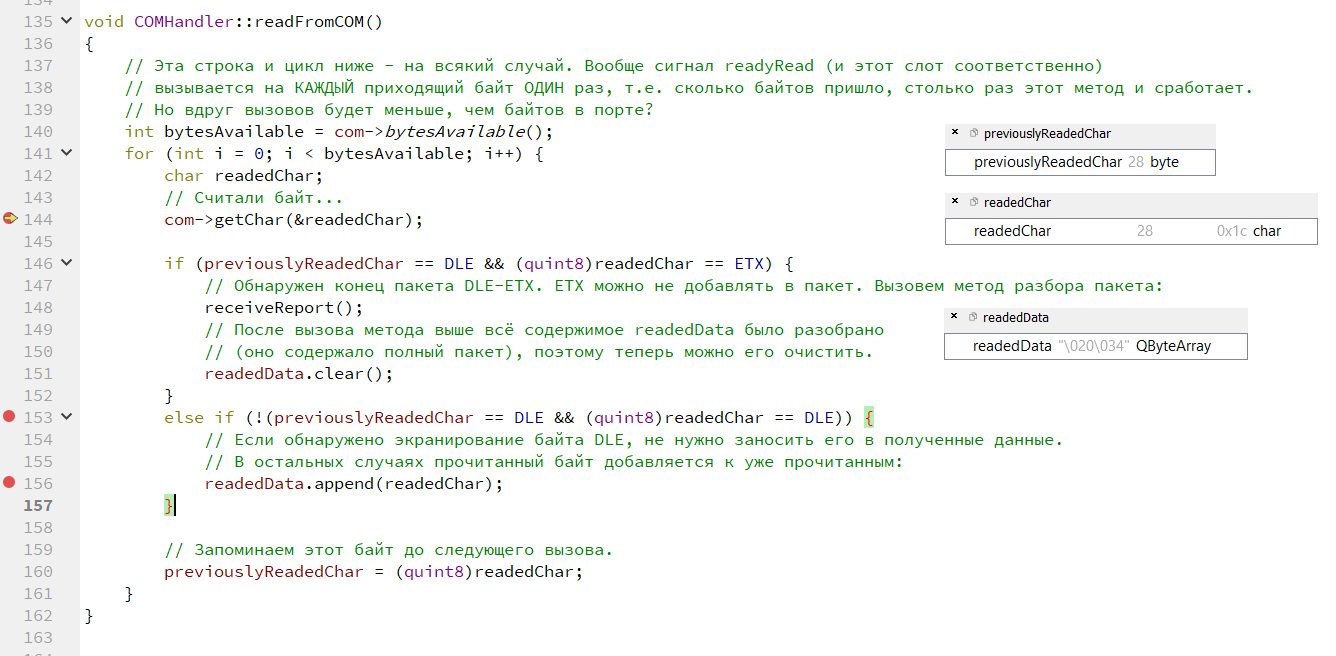 135 void COMHandler::readFromCOM()
136 {
137 // Эта строка и цикл ниже - на всякий случай. Вообще сигнал readyRead (и этот слот соответственно)
138 // вызывается на КАЖДЫЙ приходящий байт ОДИН раз, т.е. сколько байтов пришло, столько раз этот метод и сработает.
139 // Но вдруг вызовов будет меньше, чем байтов в порте?
140 int bytesAvailable = com->bytesAvailable();
141 for (int i = 0; i < bytesAvailable; i++) {
142 char readedChar;
143 // Считали байт...
144 com->getChar(&readedChar);
145
146 if (previouslyReadedChar == DLE && (quint8)readedChar == ETX) {
147 // Обнаружен конец пакета DLE-ETX. ETX можно не добавлять в пакет. Вызовем метод разбора пакета:
148 receiveReport();
149 // После вызова метода выше всё содержимое readedData было разобрано
150 // (оно содержало полный пакет), поэтому теперь можно его очистить.
151 readedData.clear();
152 }
153 else if (!(previouslyReadedChar == DLE && (quint8)readedChar == DLE)) {
154 // Если обнаружено экранирование байта DLE, не нужно заносить его в полученные данные.
155 // В остальных случаях прочитанный байт добавляется к уже прочитанным:
156 readedData.append(readedChar);
157 }
158
159 // Запоминаем этот байт до следующего вызова.
160 previouslyReadedChar = (quint8)readedChar;
161 }
162 }
163
previouslyReadedChar
previouslyReadedChar 28 byte
readedChar
readedChar 28 0x1c char
readedData
readedData "\020\034" QByteArray